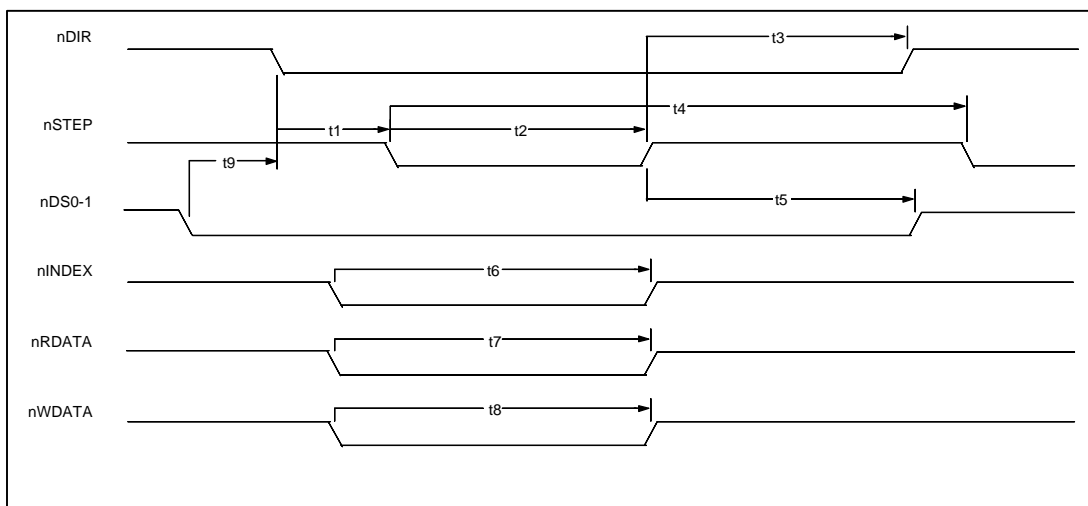 nDIR
t3
nSTEP
t4
t1
t2
t9
nDS0-1
t5
nINDEX
t6
nRDATA
t7
nWDATA
t8